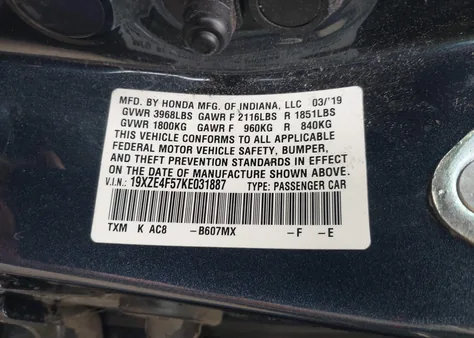 MFD. BY HONDA MFG. OF INDIANA, LLC 03/'19
GVWR 3968LBS GAWR F 2116LBS R 1851LBS
GVWR 1800KG GAWR F 960KG R 840KG
THIS VEHICLE CONFORMS TO ALL APPLICABLE
FEDERAL MOTOR VEHICLE SAFETY, BUMPER,
AND THEFT PREVENTION STANDARDS IN EFFECT
ON THE DATE OF MANUFACTURE SHOWN ABOVE.
V.I.N.: 19XZE4F57KE031887 TYPE: PASSENGER CAR
TXM K AC8 -B607MX -F -E